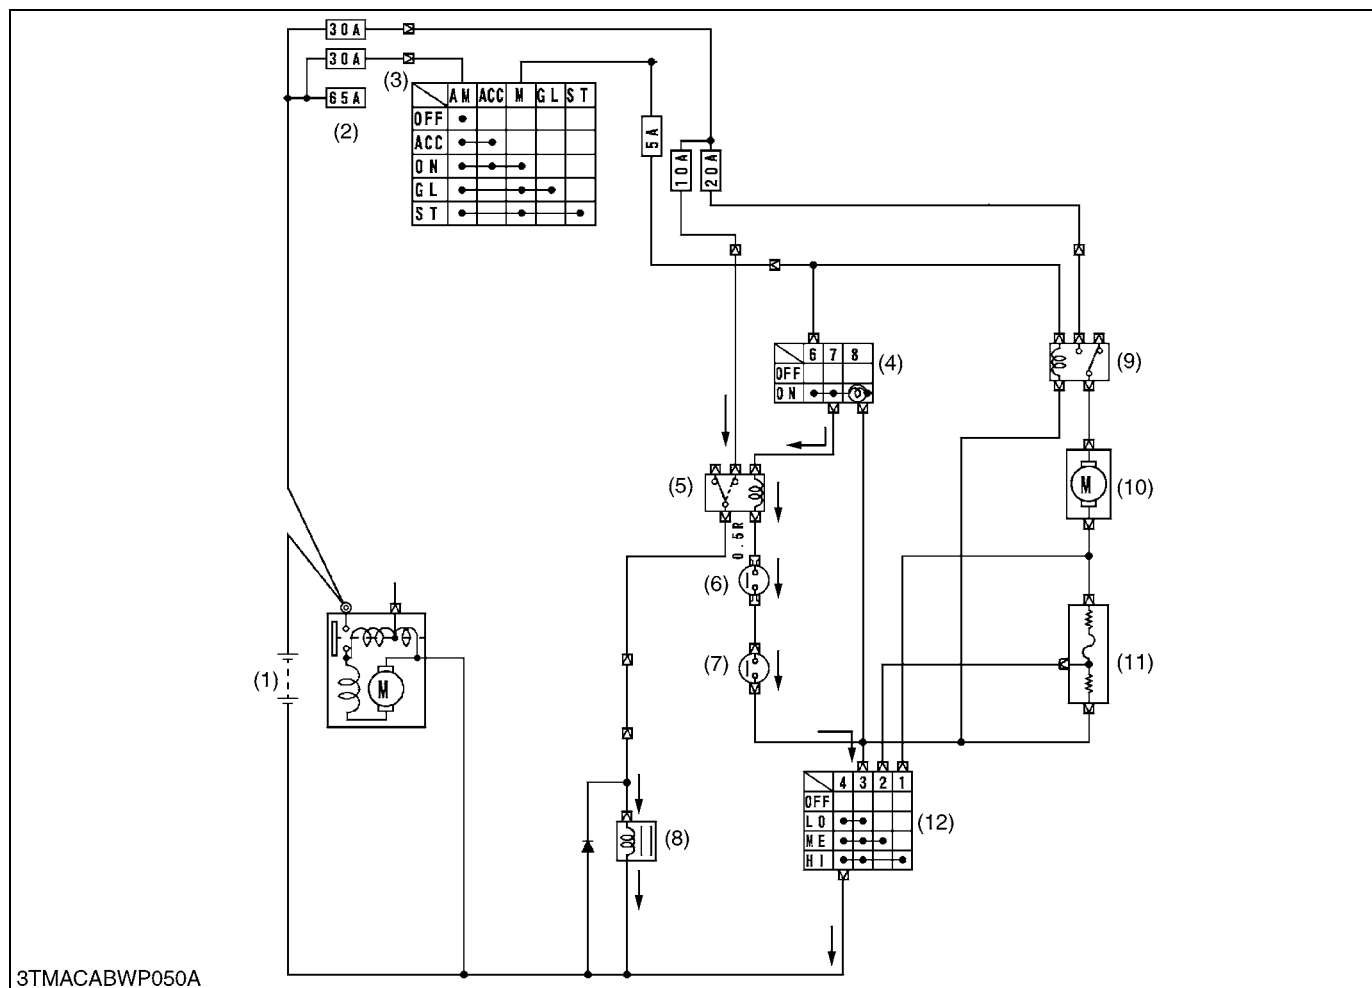 30A
30A
65A
(2)
(3)
AM ACC M GL ST
OFF
ACC
ON
GL
ST
5A
10A
20A
6 7 8
OFF
ON
(4)
(9)
(5)
0.5R
M
(10)
(6)
(7)
(11)
(1)
M
4 3 2 1
OFF
LO
ME
HI
(12)
(8)
3TMACABWP050A